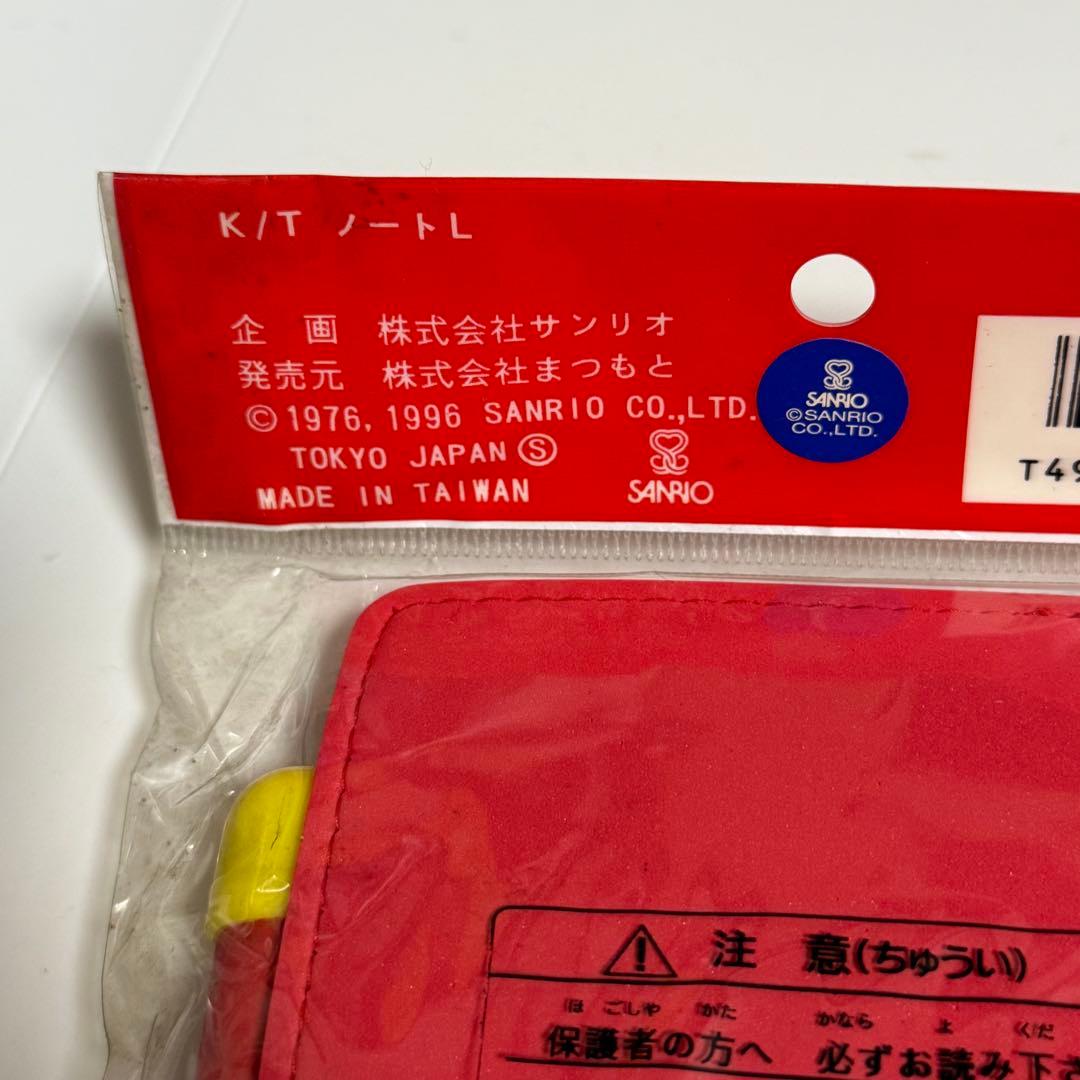 K/T ノートL
企 画 株式会社サンリオ
発売元 株式会社まつもと
©1976,1996 SANRIO CO.,LTD.
TOKYO JAPAN Ⓢ
MADE IN TAIWAN
SANRIO
SANRIO
©SANRIO
CO.,LTD.
T49
注 意(ちゅうい)
ほ ごしゃ がた かなら よ くだ
保護者の方へ 必ずお読み下さ